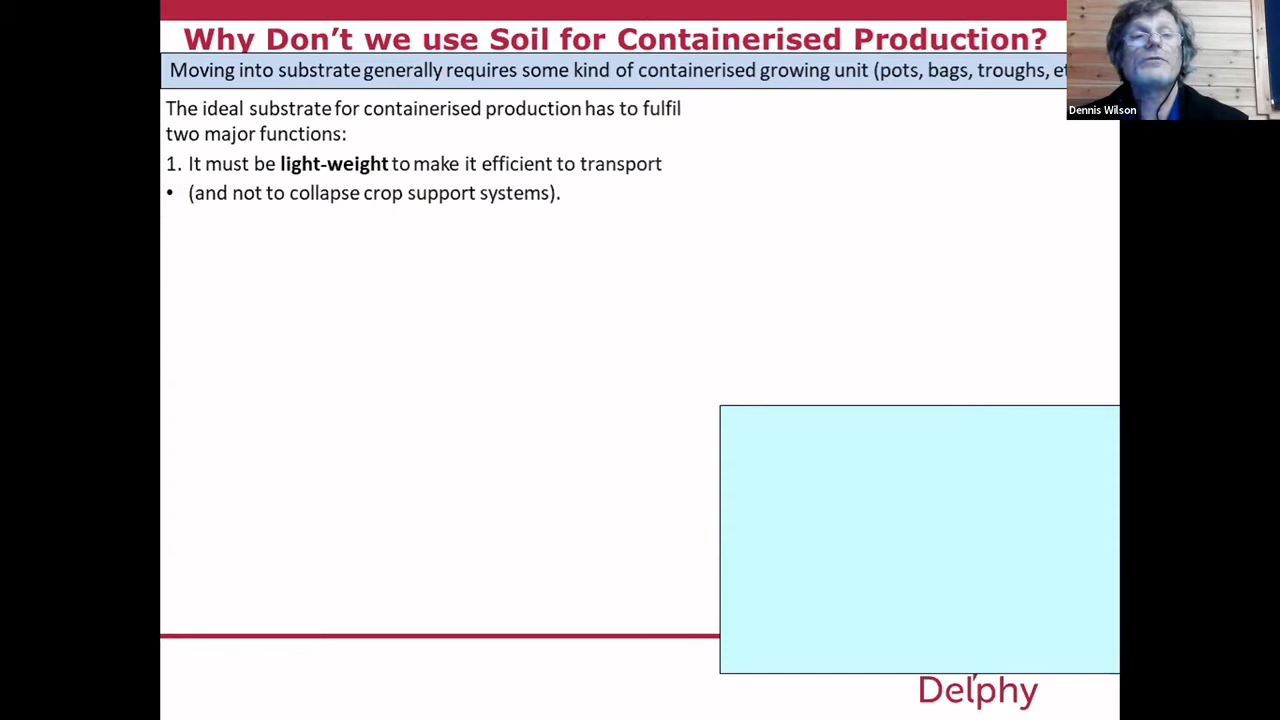 Why Don't we use Soil for Containerised Production?
Moving into substrate generally requires some kind of containerised growing unit (pots, bags, troughs,
Dennis Wilson
The ideal substrate for containerised production has to fulfil
two major functions:
1. It must be light-weight to make it efficient to transport
• (and not to collapse crop support systems).
Delphy